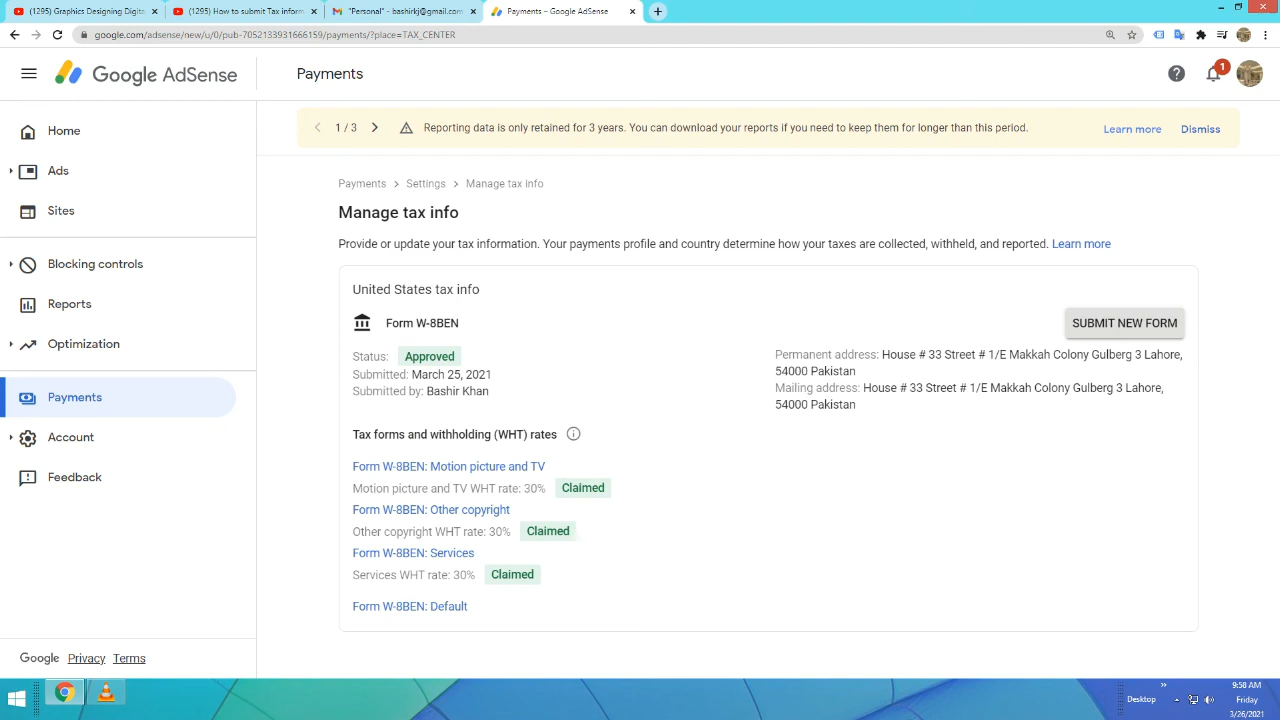 (1295) Graphics Designing Digit
(1295) How to submit Tax inform
"Personal" - bashirkj@gmail.com
Payments – Google AdSense
google.com/adsense/new/u/0/pub-7052133931666159/payments/?place=TAX_CENTER
Google AdSense
Payments
1
Home
Ads
Sites
Blocking controls
Reports
Optimization
Payments
Account
Feedback
Google Privacy Terms
1 / 3
Reporting data is only retained for 3 years. You can download your reports if you need to keep them for longer than this period.
Learn more Dismiss
Payments > Settings > Manage tax info
Manage tax info
Provide or update your tax information. Your payments profile and country determine how your taxes are collected, withheld, and reported. Learn more
United States tax info
Form W-8BEN
SUBMIT NEW FORM
Status: Approved
Submitted: March 25, 2021
Submitted by: Bashir Khan
Permanent address: House # 33 Street # 1/E Makkah Colony Gulberg 3 Lahore,
54000 Pakistan
Mailing address: House # 33 Street # 1/E Makkah Colony Gulberg 3 Lahore,
54000 Pakistan
Tax forms and withholding (WHT) rates
Form W-8BEN: Motion picture and TV
Motion picture and TV WHT rate: 30% Claimed
Form W-8BEN: Other copyright
Other copyright WHT rate: 30% Claimed
Form W-8BEN: Services
Services WHT rate: 30% Claimed
Form W-8BEN: Default
Desktop
9:58 AM
Friday
3/26/2021